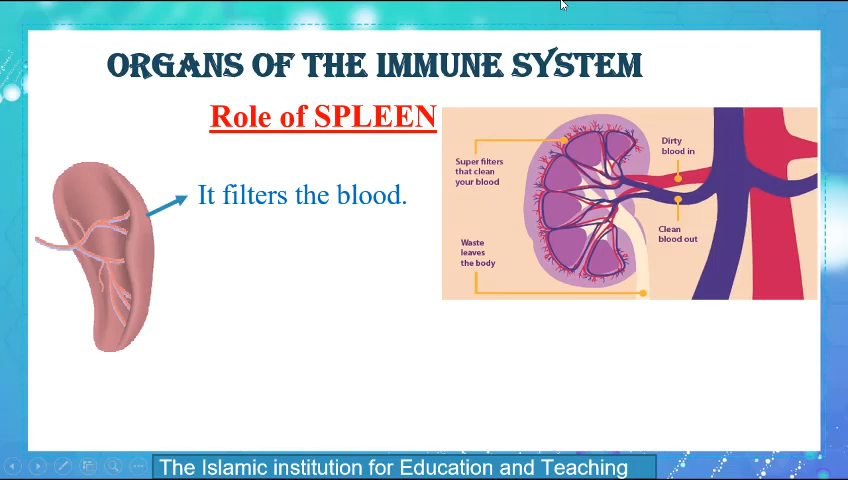 ORGANS OF THE IMMUNE SYSTEM
Role of SPLEEN
It filters the blood.
Super filters
that clean
your blood
Dirty
blood in
Clean
blood out
Waste
leaves
the body
The Islamic institution for Education and Teaching